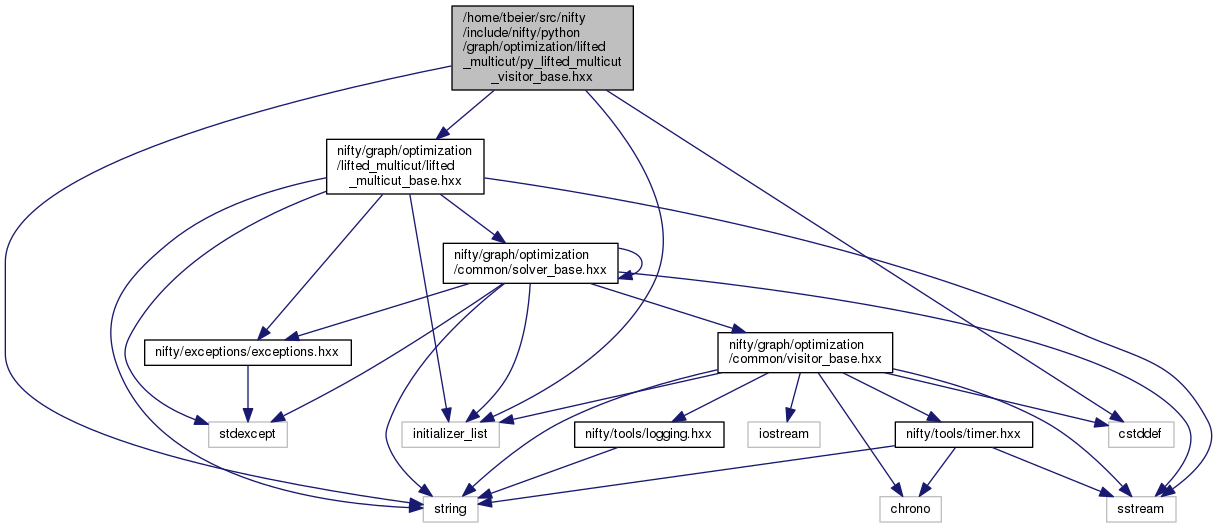 /home/tbeier/src/nifty
/include/nifty/python
/graph/optimization/lifted
_multicut/py_lifted_multicut
_visitor_base.hxx
nifty/graph/optimization
/lifted_multicut/lifted
_multicut_base.hxx
nifty/graph/optimization
/common/solver_base.hxx
nifty/exceptions/exceptions.hxx
nifty/graph/optimization
/common/visitor_base.hxx
stdexcept
initializer_list
nifty/tools/logging.hxx
iostream
nifty/tools/timer.hxx
cstddef
string
chrono
sstream